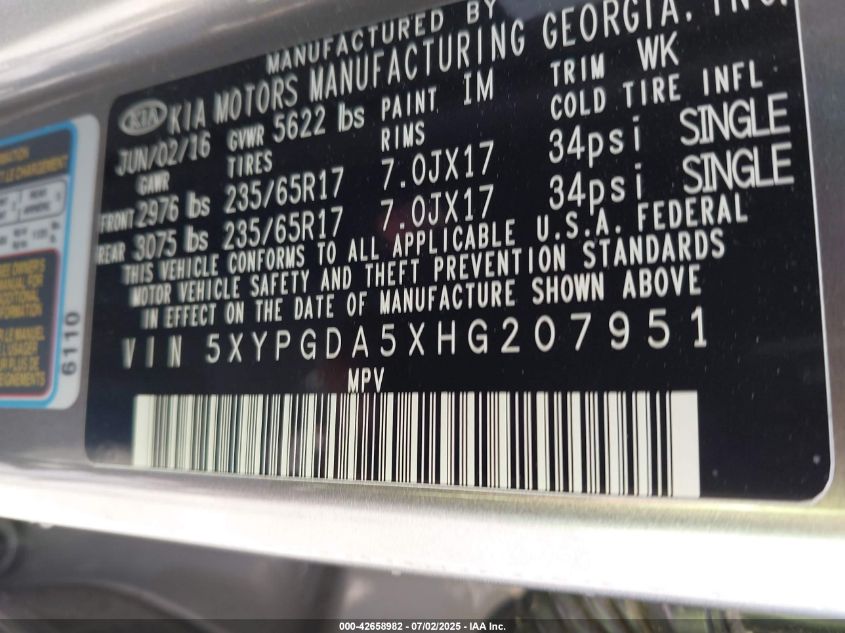 MANUFACTURED BY
KIA KIA MOTORS MANUFACTURING GEORGIA, INC.
JUN/02/16 GVWR 5622 lbs PAINT IM TRIM WK
GAWR TIRES RIMS COLD TIRE INFL
FRONT 2976 lbs 235/65R17 7.0JX17 34psi SINGLE
REAR 3075 lbs 235/65R17 7.0JX17 34psi SINGLE
THIS VEHICLE CONFORMS TO ALL APPLICABLE U.S.A. FEDERAL
MOTOR VEHICLE SAFETY AND THEFT PREVENTION STANDARDS
IN EFFECT ON THE DATE OF MANUFACTURE SHOWN ABOVE
VIN 5XYPGDA5XHG207951
MPV
6110
000-42658982 / 07/02/2025 - IAA Inc.